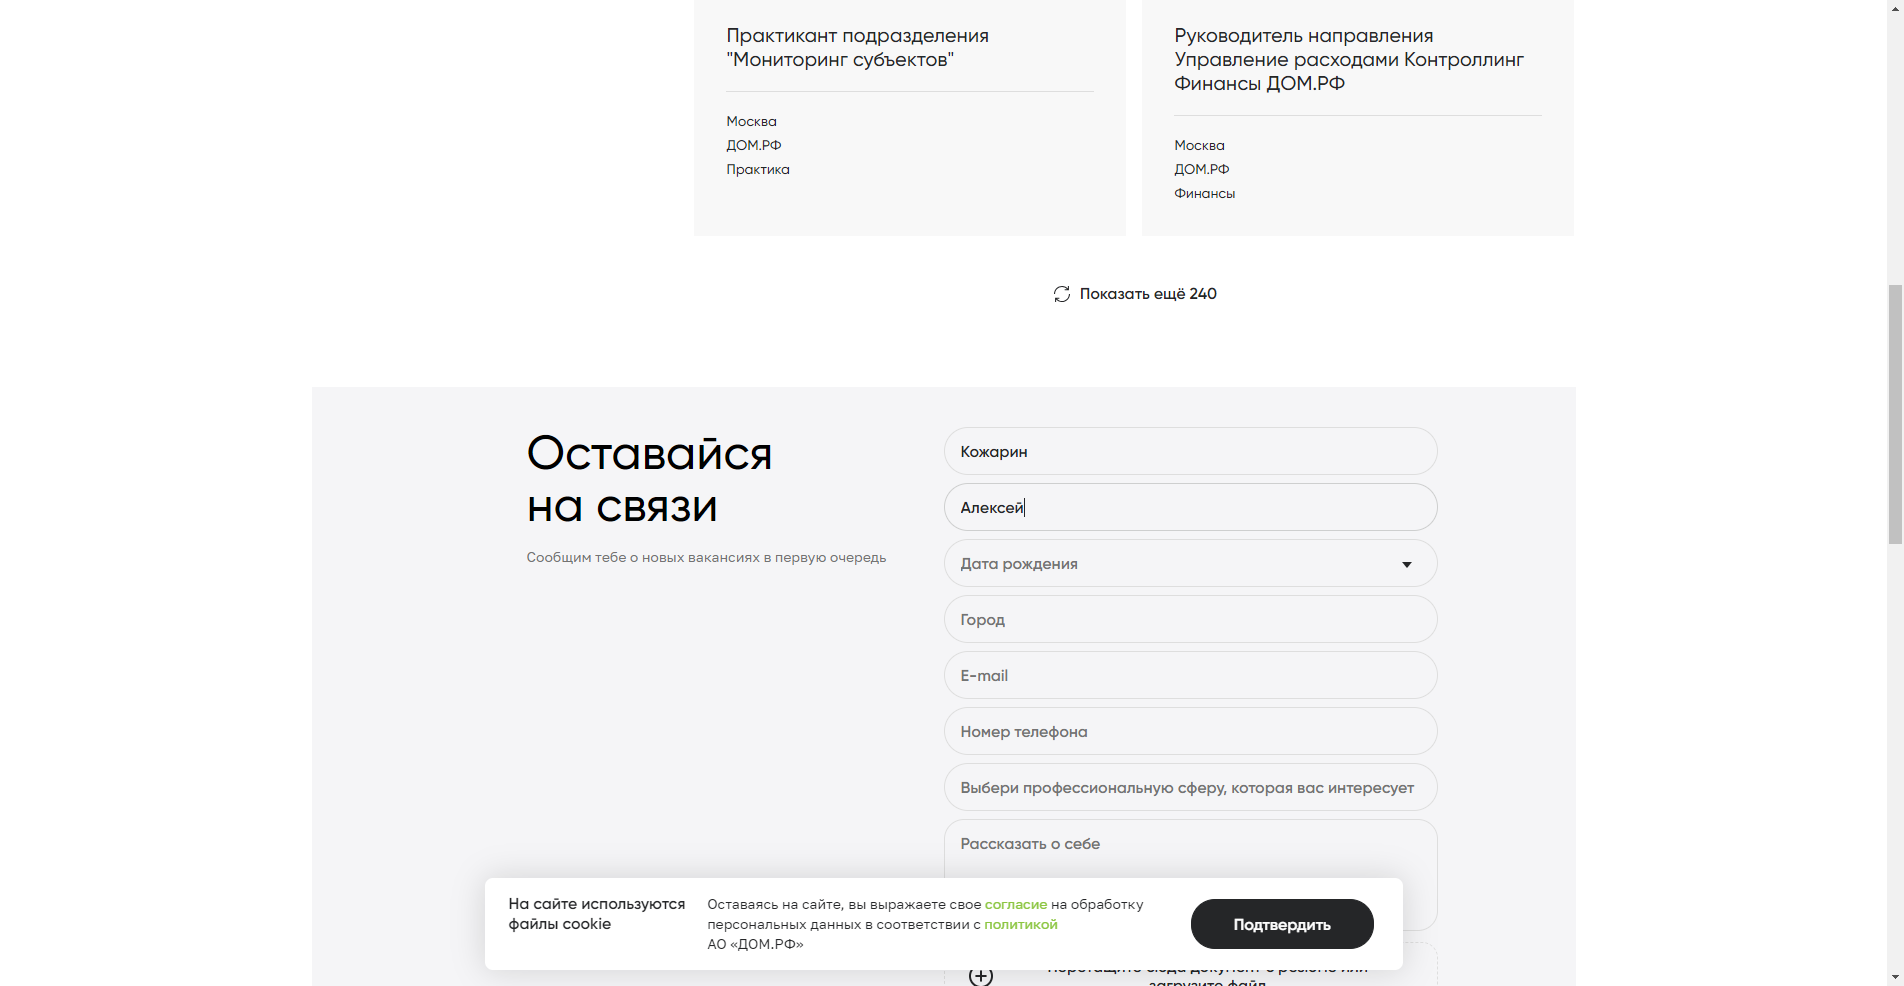 Практикант подразделения
"Мониторинг субъектов"
Москва
ДОМ.РФ
Практика
Руководитель направления
Управление расходами Контроллинг
Финансы ДОМ.РФ
Москва
ДОМ.РФ
Финансы
Показать ещё 240
Оставайся
на связи
Сообщим тебе о новых вакансиях в первую очередь
Кожарин
Алексей
Дата рождения
Город
E-mail
Номер телефона
Выбери профессиональную сферу, которая вас интересует
Рассказать о себе
На сайте используются
файлы cookie
Оставаясь на сайте, вы выражаете свое согласие на обработку
персональных данных в соответствии с политикой
АО «ДОМ.РФ»
Подтвердить